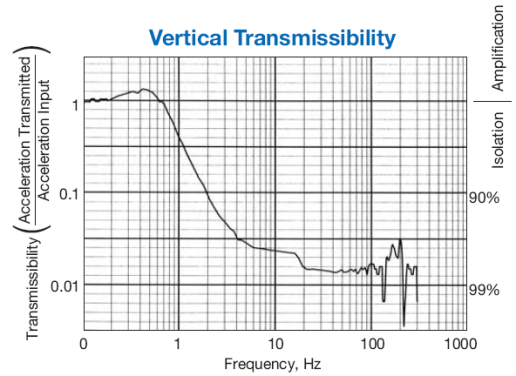 Vertical Transmissibility
Transmissibility (Acceleration Transmitted
Acceleration Input)
1
0.1
0.01
Amplification
Isolation
90%
99%
0
1
10
100
1000
Frequency, Hz